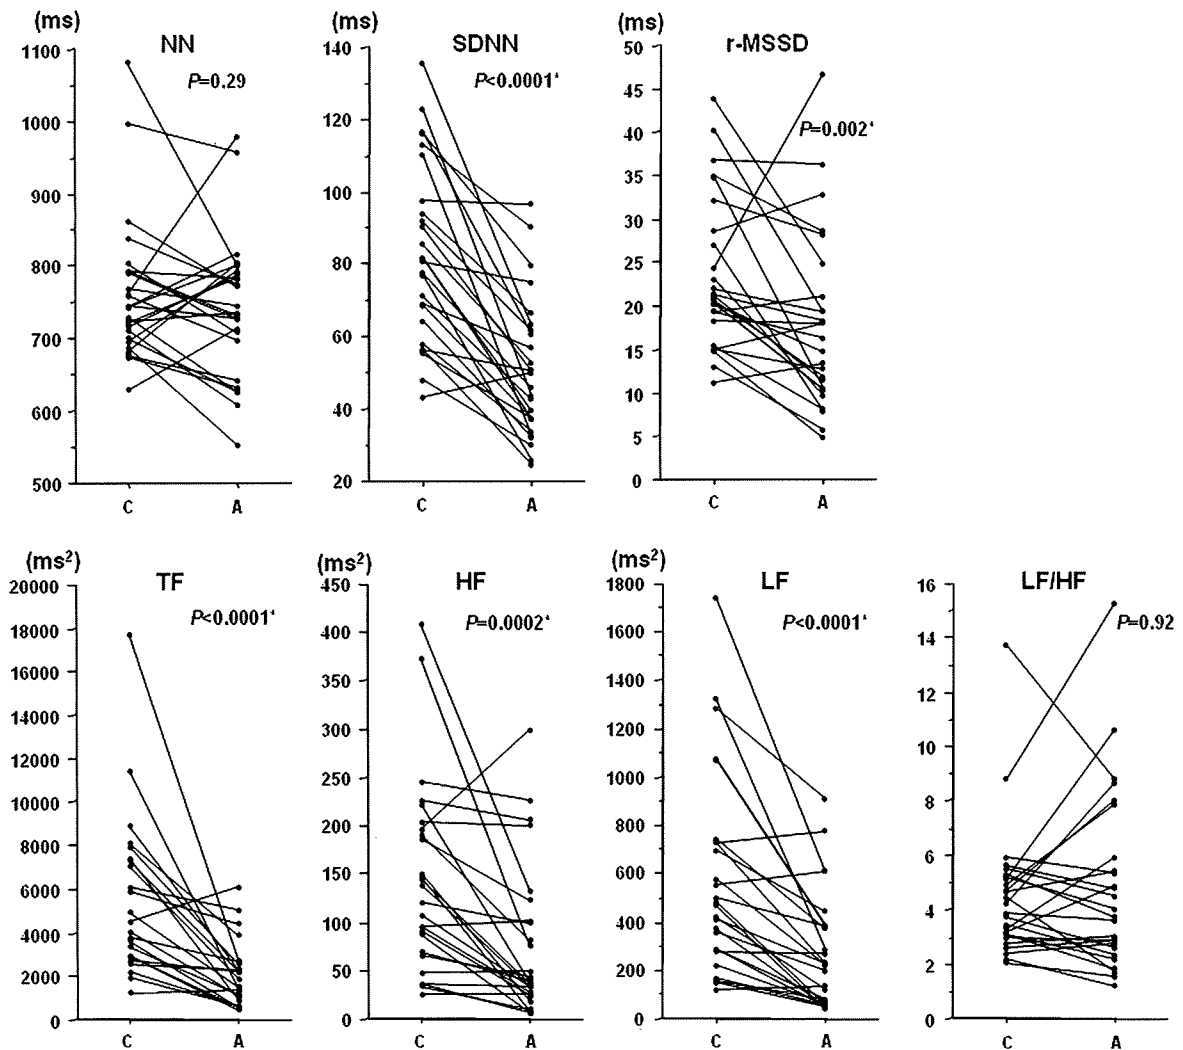 (ms)
NN
P=0.29
1100
1000
900
800
700
600
500
C A
(ms)
SDNN
P<0.0001*
140
120
100
80
60
40
20
C A
(ms)
r-MSSD
P=0.002*
50
45
40
35
30
25
20
15
10
5
0
C A
(ms²)
TF
P<0.0001*
20000
18000
16000
14000
12000
10000
8000
6000
4000
2000
0
C A
(ms²)
HF
P=0.0002*
450
400
350
300
250
200
150
100
50
0
C A
(ms²)
LF
P<0.0001*
1800
1600
1400
1200
1000
800
600
400
200
0
C A
LF/HF
P=0.92
16
14
12
10
8
6
4
2
0
C A